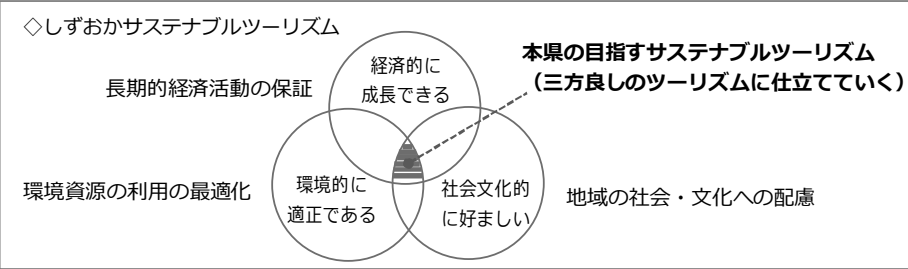 ◇しずおかサステナブルツーリズム
経済的に
成長できる
本県の目指すサステナブルツーリズム
（三方良しのツーリズムに仕立てていく）
長期的経済活動の保証
環境資源の利用の最適化
環境的に
適正である
社会文化的
に好ましい
地域の社会・文化への配慮